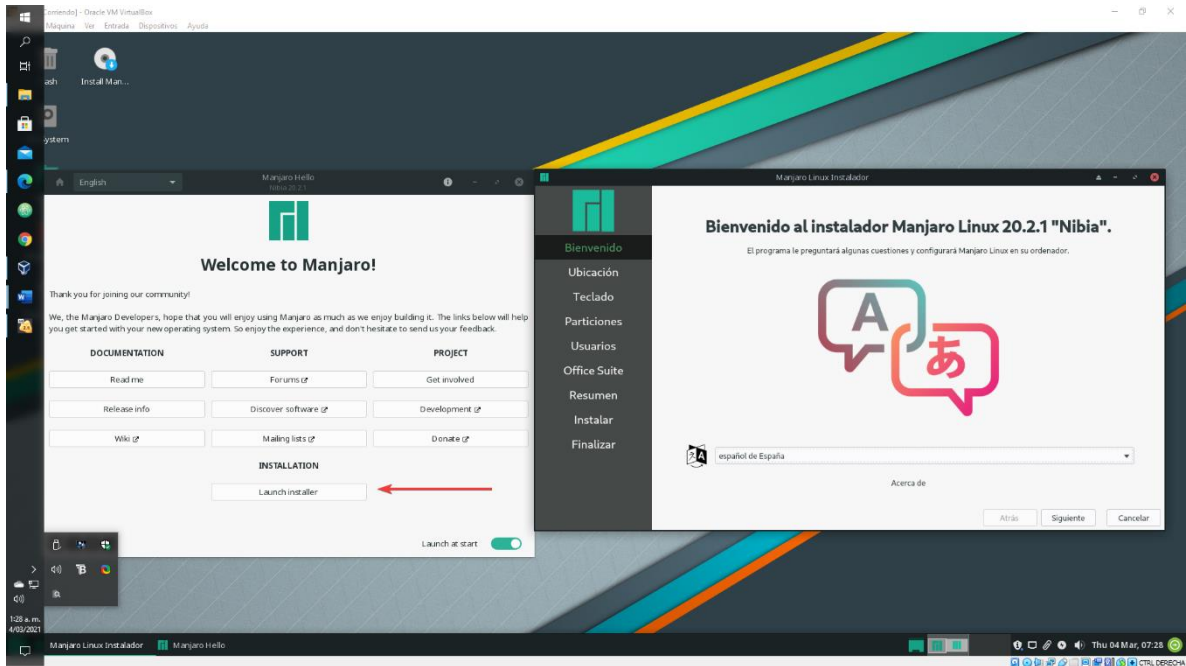 Corriendo] - Oracle VM VirtualBox
Máquina Ver Entrada Dispositivos Ayuda
ash
Install Man...
ystem
English
Manjaro Hello
Nibia 20.2.1
Welcome to Manjaro!
Thank you for joining our community!
We, the Manjaro Developers, hope that you will enjoy using Manjaro as much as we enjoy building it. The links below will help
you get started with your new operating system. So enjoy the experience, and don't hesitate to send us your feedback.
DOCUMENTATION
SUPPORT
PROJECT
Read me
Forums
Get involved
Release info
Discover software
Development
Wiki
Mailing lists
Donate
INSTALLATION
Launch installer
Launch at start
Manjaro Linux Instalador
Bienvenido
Ubicación
Teclado
Particiones
Usuarios
Office Suite
Resumen
Instalar
Finalizar
Bienvenido al instalador Manjaro Linux 20.2.1 "Nibia".
El programa le preguntará algunas cuestiones y configurará Manjaro Linux en su ordenador.
A
あ
español de España
Acerca de
Atrás
Siguiente
Cancelar
1:28 a. m.
4/03/2021
Manjaro Linux Instalador
Manjaro Hello
Thu 04 Mar, 07:28
CTRL DERECHA